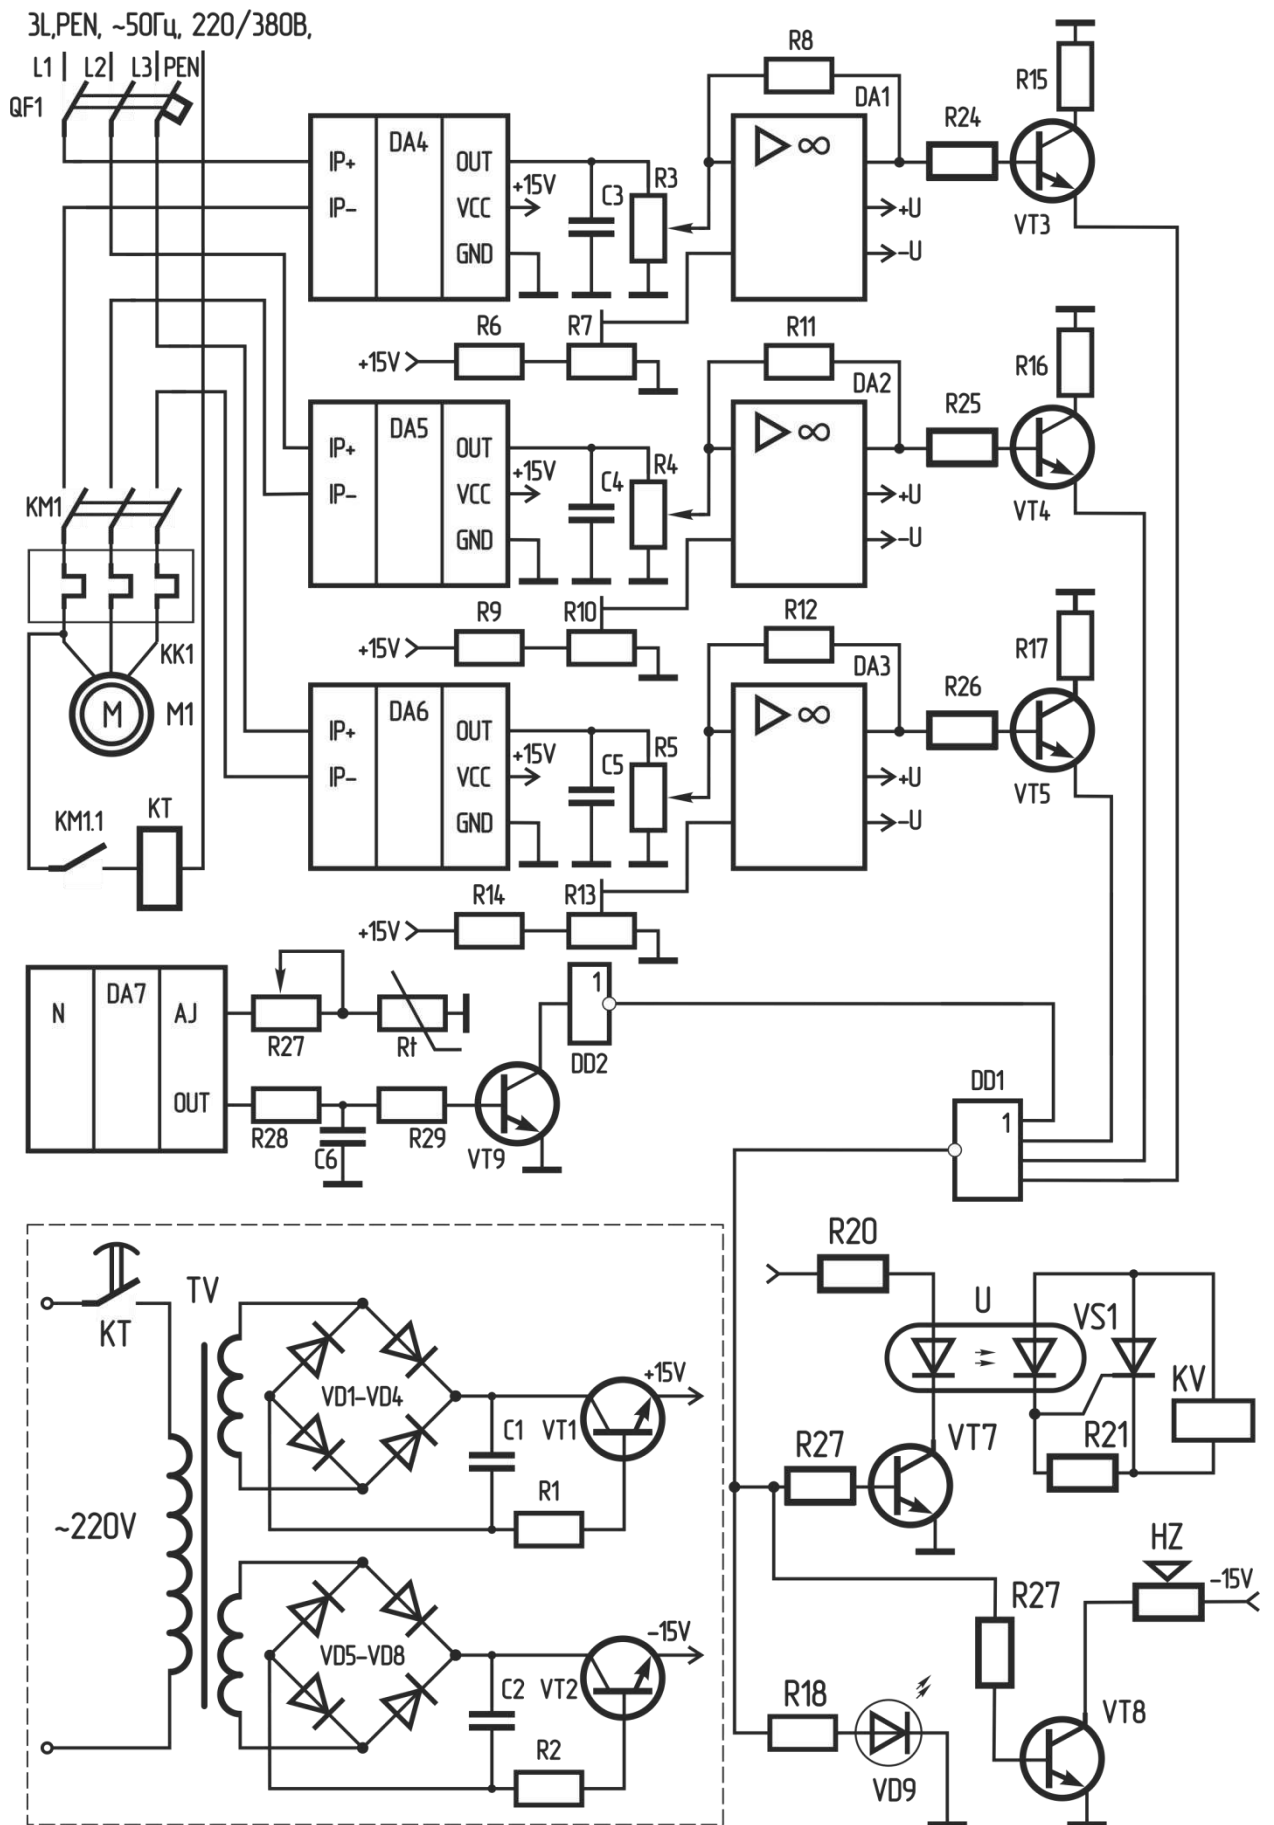 3L,PEN, ~50Гц, 220/380В,
L1 L2 L3 PEN
QF1
DA4
IP+
IP-
OUT
VCC
GND
+15V
C3
R3
R8
DA1
▷ ∞
+U
-U
R24
R15
VT3
R6
R7
+15V
DA5
IP+
IP-
OUT
VCC
GND
+15V
C4
R4
R11
DA2
▷ ∞
+U
-U
R25
R16
VT4
KM1
KK1
M
M1
R9
R10
+15V
DA6
IP+
IP-
OUT
VCC
GND
+15V
C5
R5
R12
DA3
▷ ∞
+U
-U
R26
R17
VT5
KM1.1
KT
R14
R13
+15V
N
DA7
AJ
OUT
R27
Rt
R28
C6
R29
VT9
1
DD2
DD1
1
KT
TV
~220V
VD1-VD4
C1
VT1
+15V
R1
VD5-VD8
C2
VT2
-15V
R2
R20
U
VS1
KV
R21
R27
VT7
HZ
-15V
R27
R18
VD9
VT8